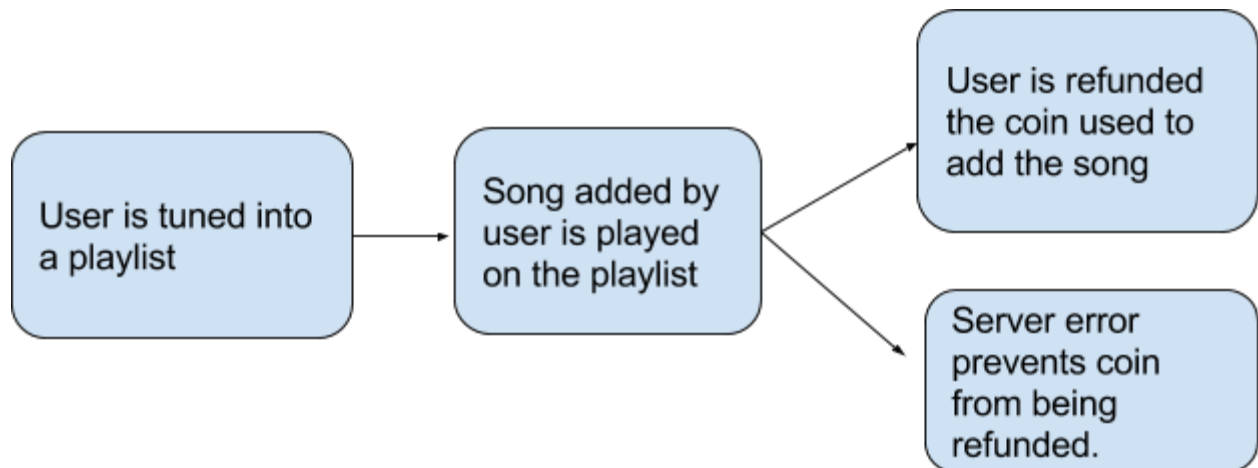 User is tuned into
a playlist
Song added by
user is played
on the playlist
User is refunded
the coin used to
add the song
Server error
prevents coin
from being
refunded.